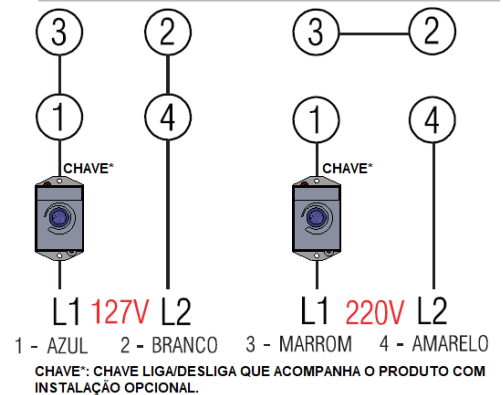 3 2 3 2
1 4 1 4
CHAVE* CHAVE*
L1 127V L2 L1 220V L2
1 - AZUL 2 - BRANCO 3 - MARROM 4 - AMARELO
CHAVE*: CHAVE LIGA/DESLIGA QUE ACOMPANHA O PRODUTO COM
INSTALAÇÃO OPCIONAL.